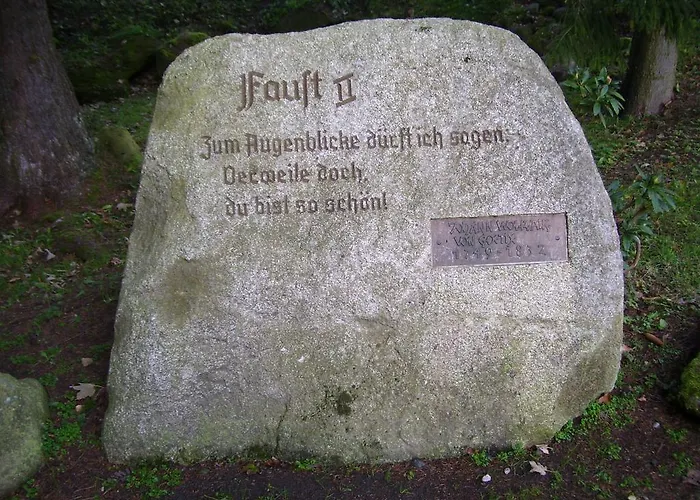 Faust II
Zum Augenblicke dürft ich sagen:
Verweile doch,
du bist so schön!
JOHANN WOLFGANG
VON GOETHE
1749-1832